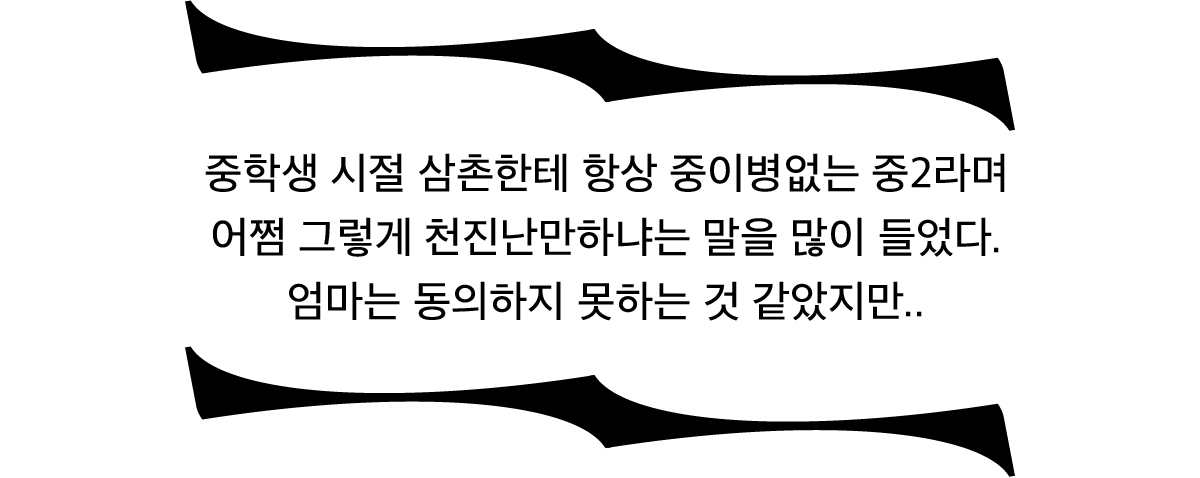 중학생 시절 삼촌한테 항상 중이병없는 중2라며
어쩜 그렇게 천진난만하냐는 말을 많이 들었다.
엄마는 동의하지 못하는 것 같았지만..